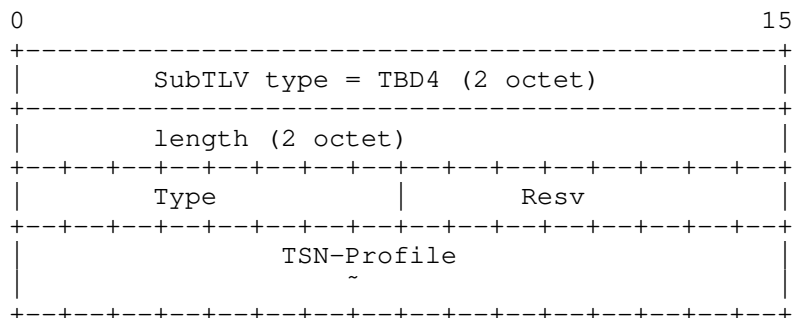 0 15
+-----------------------------------------------+
| SubTLV type = TBD4 (2 octet) |
+-----------------------------------------------+
| length (2 octet) |
+--+--+--+--+--+--+--+--+--+--+--+--+--+--+--+--+
| Type | Resv |
+--+--+--+--+--+--+--+--+--+--+--+--+--+--+--+--+
| TSN-Profile |
| ~ |
+--+--+--+--+--+--+--+--+--+--+--+--+--+--+--+--+